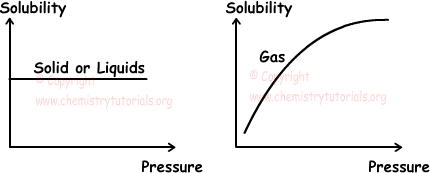 Solubility
Solid or Liquids
© Copyright
www.chemistrytutorials.org
Pressure
Solubility
Gas
© Copyright
www.chemistrytutorials.org
Pressure